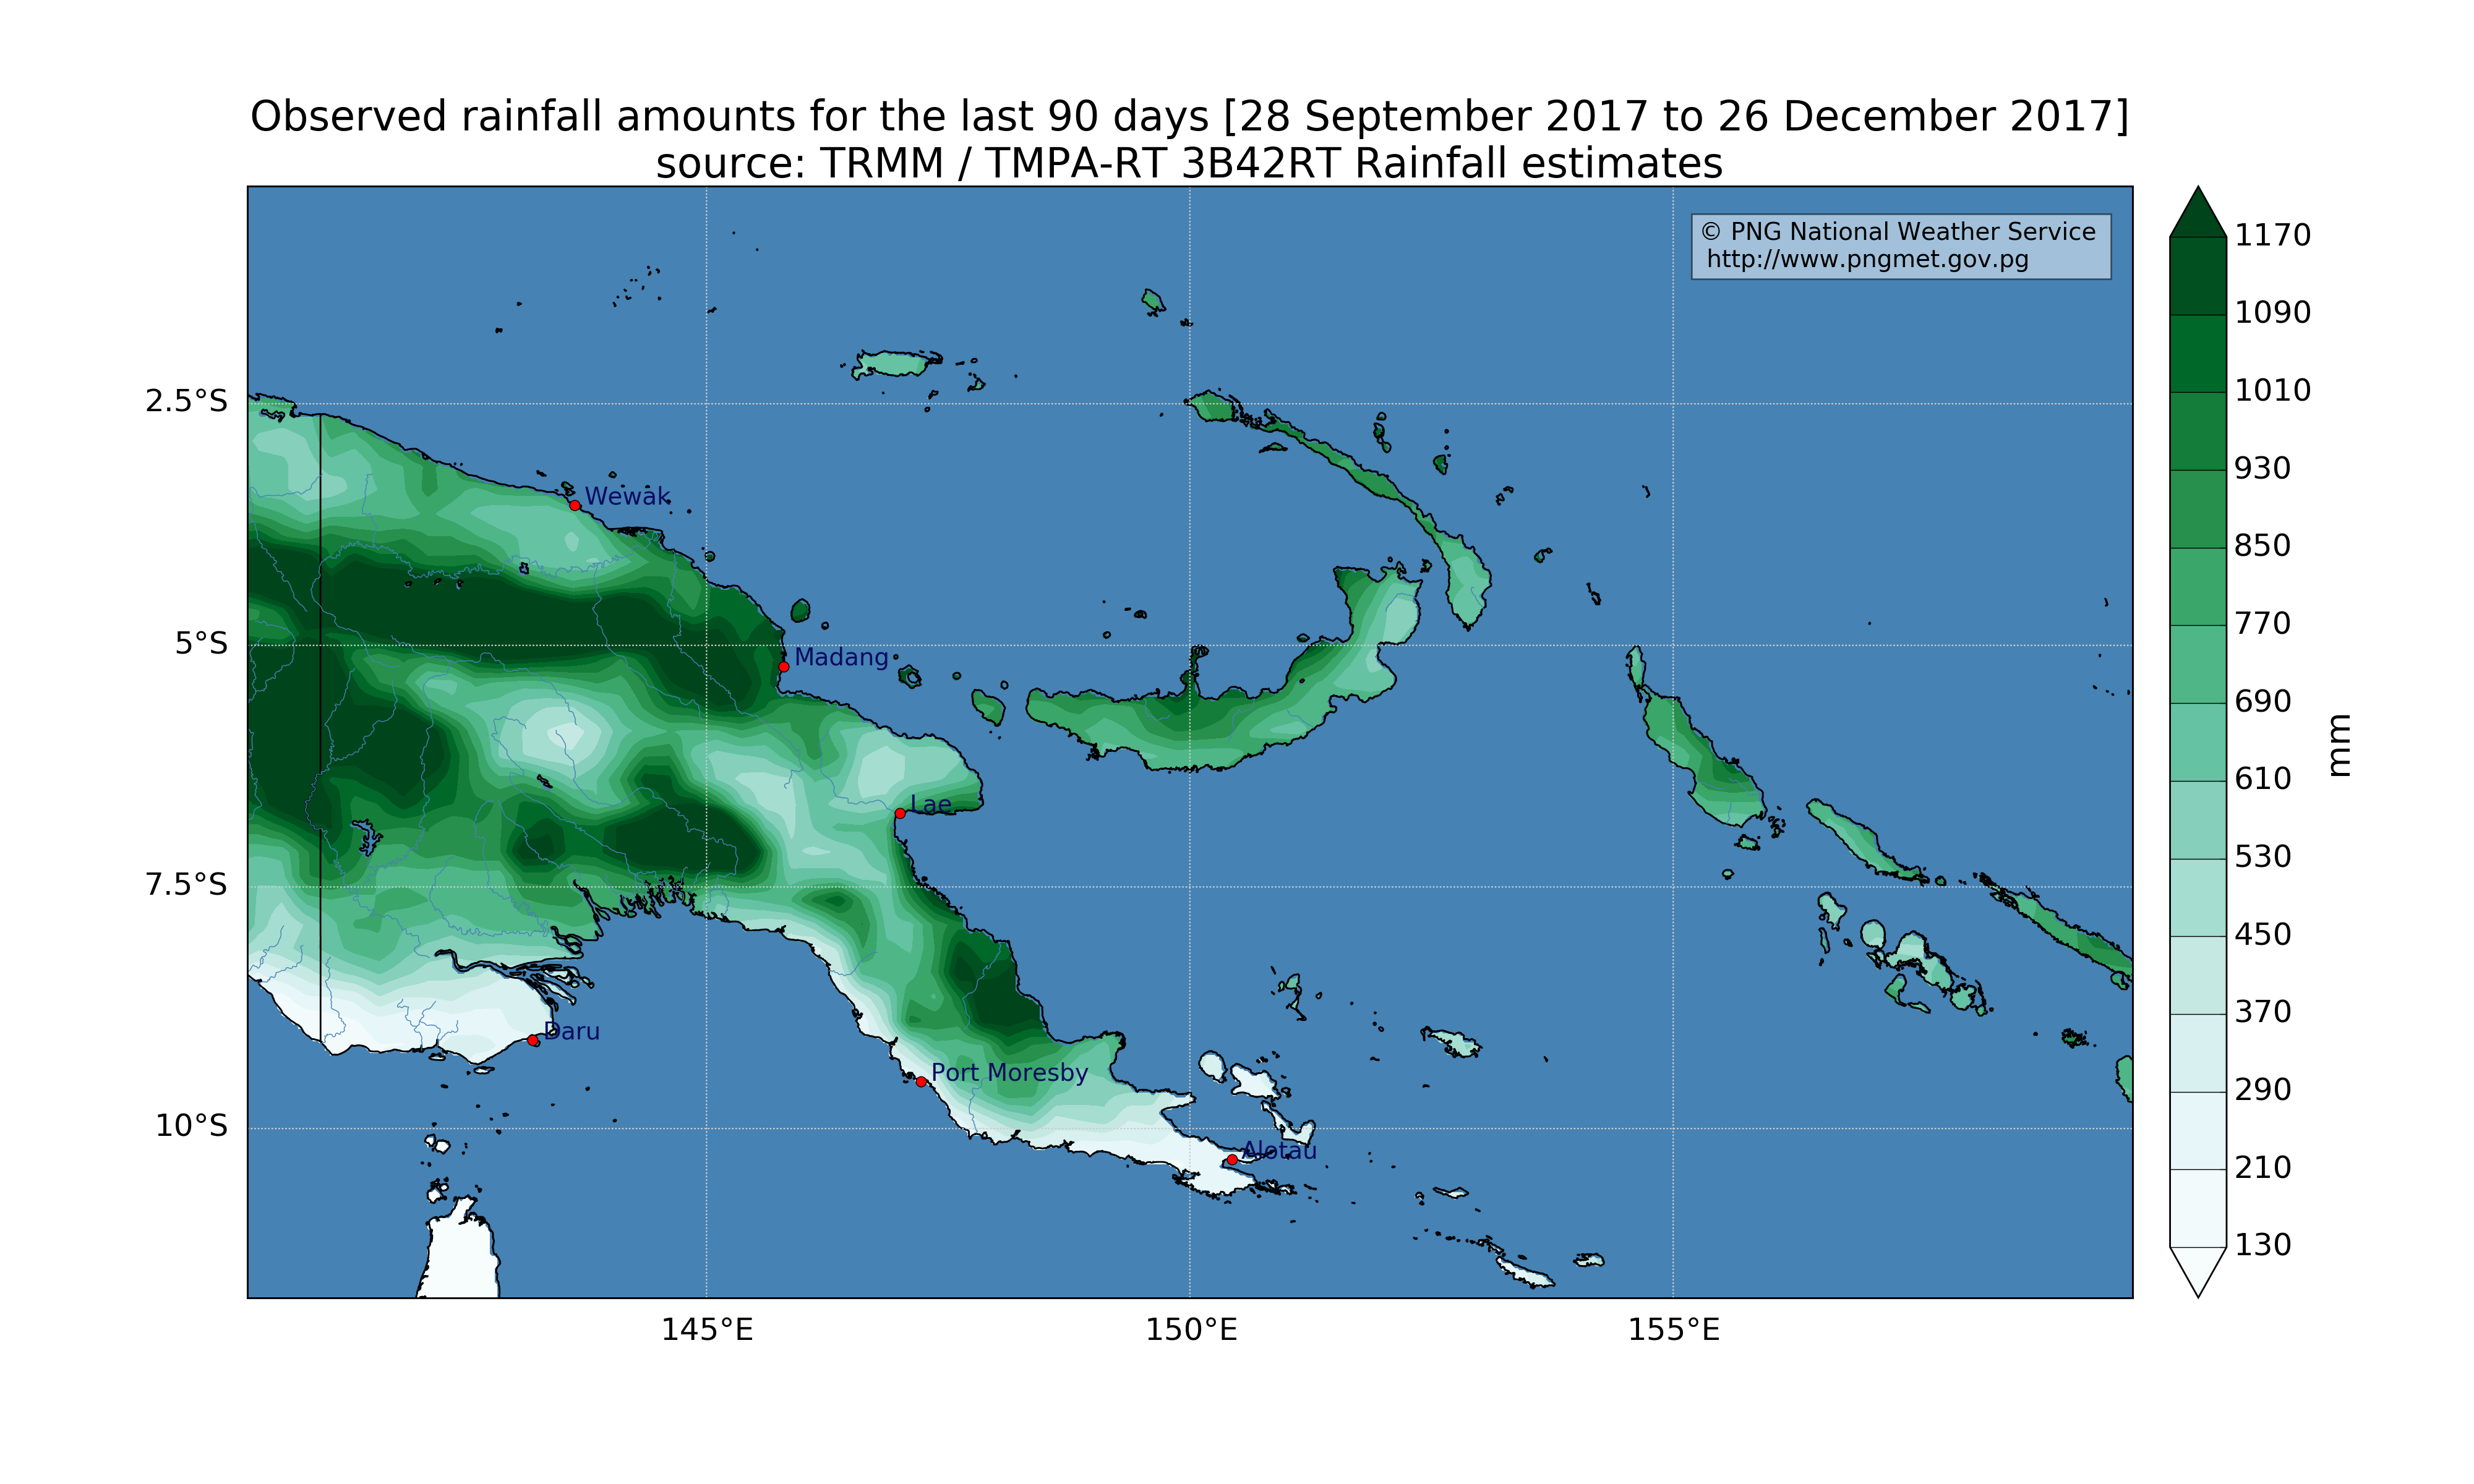 Observed rainfall amounts for the last 90 days [28 September 2017 to 26 December 2017]
source: TRMM / TMPA-RT 3B42RT Rainfall estimates
© PNG National Weather Service
http://www.pngmet.gov.pg
2.5°S
5°S
7.5°S
10°S
Wewak
Madang
Lae
Daru
Port Moresby
Alotau
145°E
150°E
155°E
1170
1090
1010
930
850
770
690
610
530
450
370
290
210
130
mm